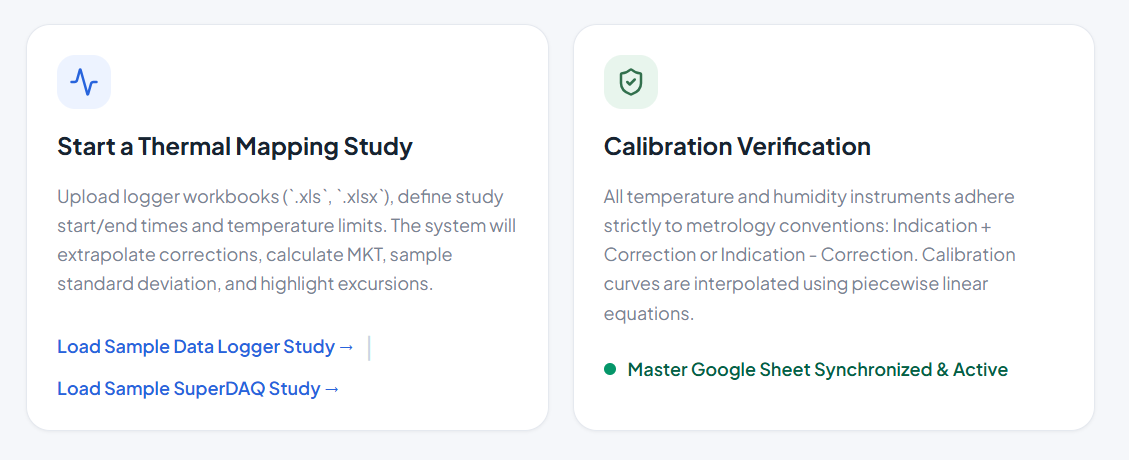 Start a Thermal Mapping Study
Upload logger workbooks (`.xls`, `.xlsx`), define study
start/end times and temperature limits. The system will
extrapolate corrections, calculate MKT, sample
standard deviation, and highlight excursions.
Load Sample Data Logger Study →
Load Sample SuperDAQ Study →
Calibration Verification
All temperature and humidity instruments adhere
strictly to metrology conventions: Indication +
Correction or Indication - Correction. Calibration
curves are interpolated using piecewise linear
equations.
Master Google Sheet Synchronized & Active